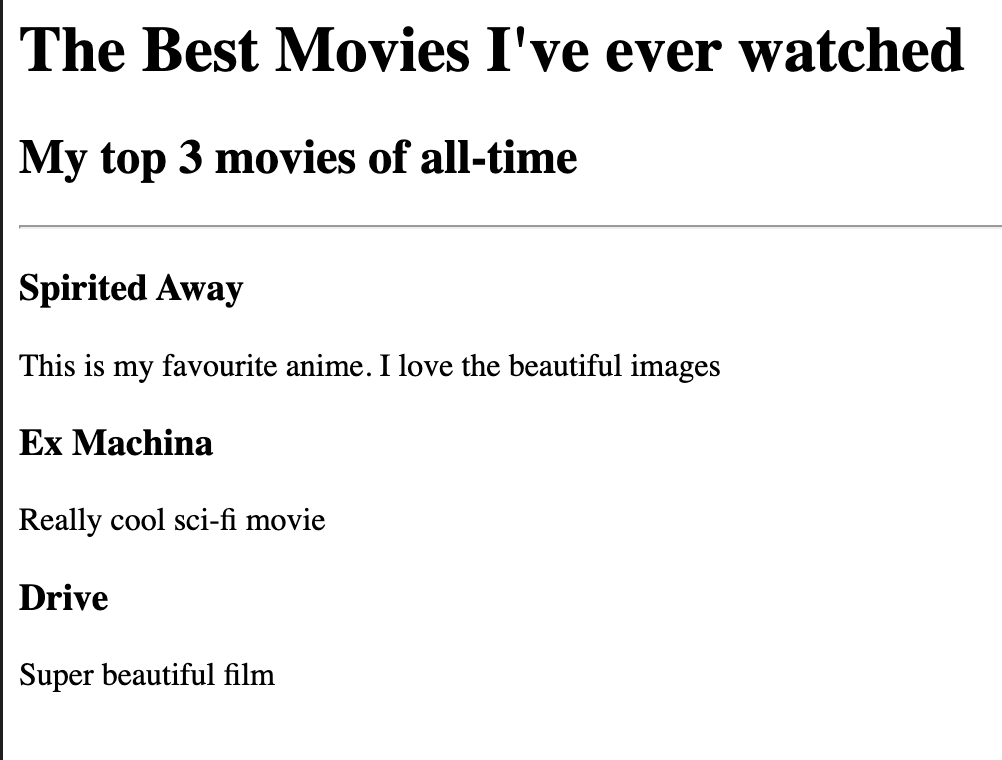 The Best Movies I've ever watched
My top 3 movies of all-time
Spirited Away
This is my favourite anime. I love the beautiful images
Ex Machina
Really cool sci-fi movie
Drive
Super beautiful film